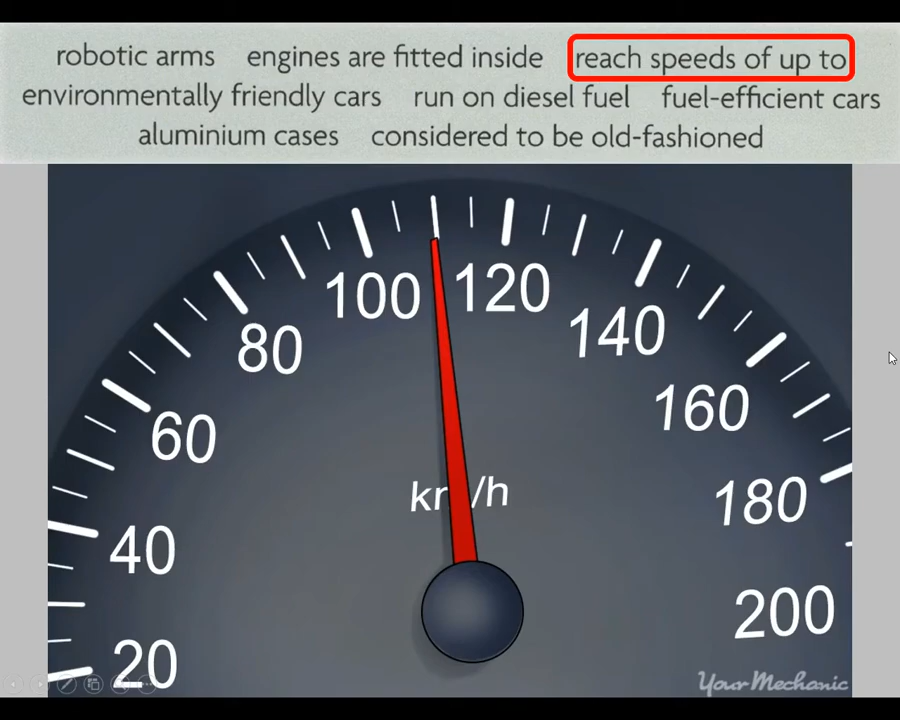 robotic arms engines are fitted inside reach speeds of up to
environmentally friendly cars run on diesel fuel fuel-efficient cars
aluminium cases considered to be old-fashioned
100 120
80 140
60 160
km/h
180
40
200
20
YourMechanic